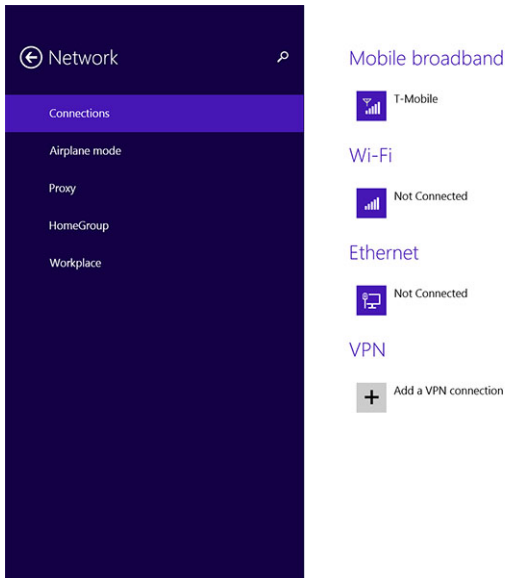 Network
Connections
Airplane mode
Proxy
HomeGroup
Workplace
Mobile broadband
T-Mobile
Wi-Fi
Not Connected
Ethernet
Not Connected
VPN
Add a VPN connection